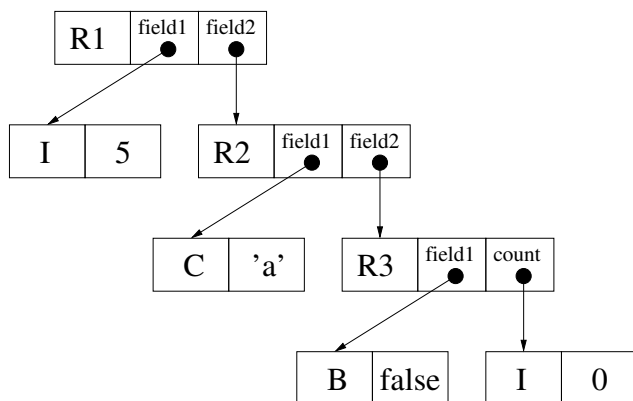 R1 field1 field2
I 5 R2 field1 field2
C 'a' R3 field1 count
B false I 0